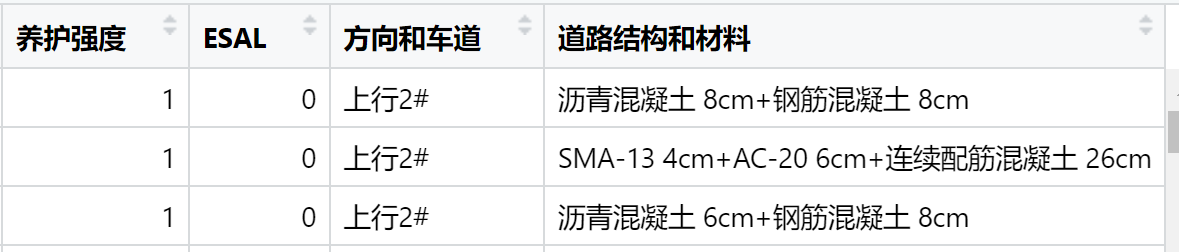 养护强度 ESAL 方向和车道 道路结构和材料
1 0 上行2# 沥青混凝土 8cm+钢筋混凝土 8cm
1 0 上行2# SMA-13 4cm+AC-20 6cm+连续配筋混凝土 26cm
1 0 上行2# 沥青混凝土 6cm+钢筋混凝土 8cm